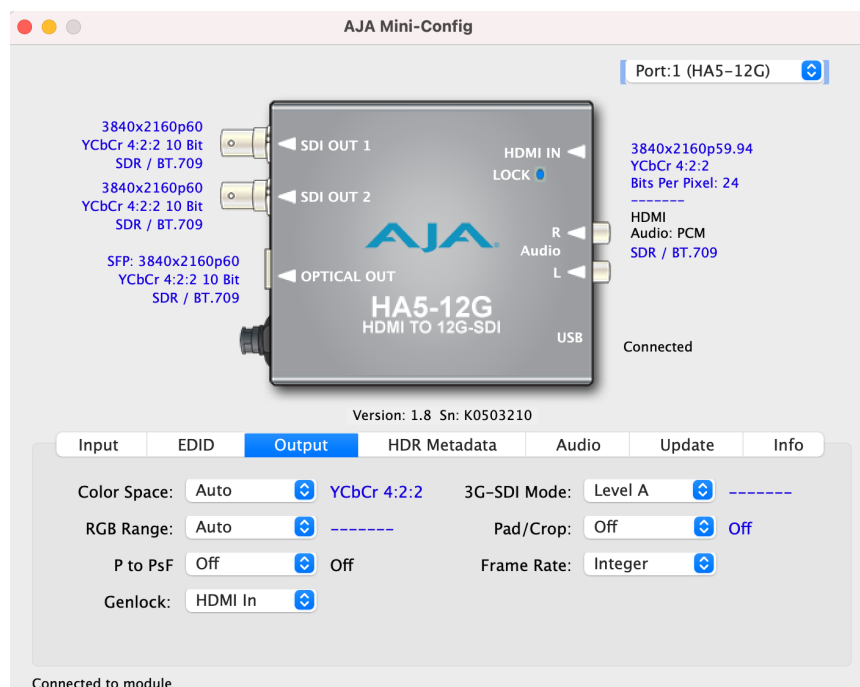 AJA Mini-Config
Port:1 (HA5-12G)
3840x2160p60
YCbCr 4:2:2 10 Bit
SDR / BT.709
3840x2160p60
YCbCr 4:2:2 10 Bit
SDR / BT.709
SFP: 3840x2160p60
YCbCr 4:2:2 10 Bit
SDR / BT.709
SDI OUT 1
SDI OUT 2
OPTICAL OUT
HDMI IN
LOCK
AJA.
R
Audio
L
HA5-12G
HDMI TO 12G-SDI
USB
3840x2160p59.94
YCbCr 4:2:2
Bits Per Pixel: 24
-------
HDMI
Audio: PCM
SDR / BT.709
Connected
Version: 1.8 Sn: K0503210
Input EDID Output HDR Metadata Audio Update Info
Color Space: Auto YCbCr 4:2:2 3G-SDI Mode: Level A -------
RGB Range: Auto ------- Pad/Crop: Off Off
P to PsF Off Off Frame Rate: Integer
Genlock: HDMI In
Connected to module